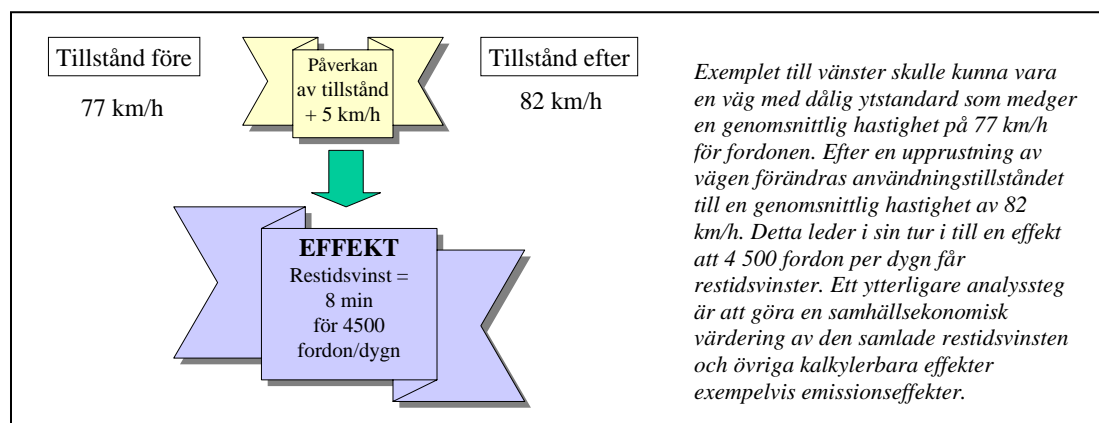 Tillstånd före
77 km/h
Påverkan
av tillstånd
+ 5 km/h
Tillstånd efter
82 km/h
EFFEKT
Restidsvinst =
8 min
för 4500
fordon/dygn
Exemplet till vänster skulle kunna vara
en väg med dålig ytstandard som medger
en genomsnittlig hastighet på 77 km/h
för fordonen. Efter en upprustning av
vägen förändras användningstillståndet
till en genomsnittlig hastighet av 82
km/h. Detta leder i sin tur i till en effekt
att 4 500 fordon per dygn får
restidsvinster. Ett ytterligare analyssteg
är att göra en samhällsekonomisk
värdering av den samlade restidsvinsten
och övriga kalkylerbara effekter
exempelvis emissionseffekter.